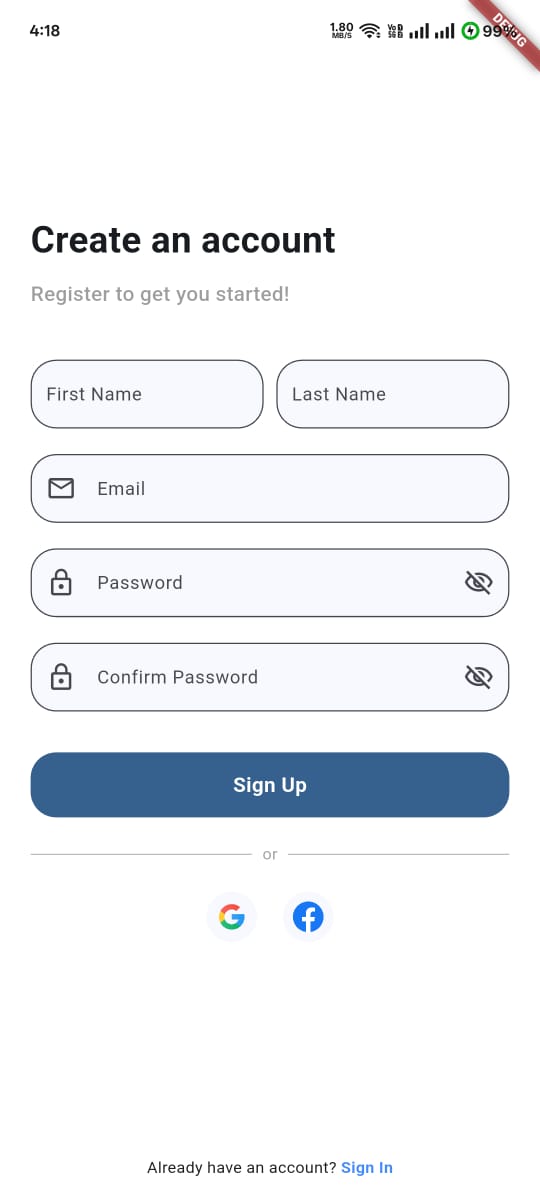 4:18
1.80 MB/S Vo 5G 99%
DEBUG
Create an account
Register to get you started!
First Name
Last Name
Email
Password
Confirm Password
Sign Up
or
Already have an account? Sign In